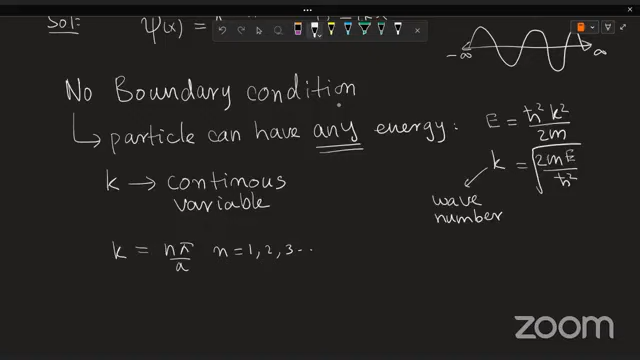 Sol:
ψ(x) =
-∞ ∞
No Boundary condition
↳ particle can have any energy : E = ħ²k²/2m
k → continous variable
k = √(2mE/ħ²)
wave number
k = nπ/a n = 1, 2, 3 ...
zoom